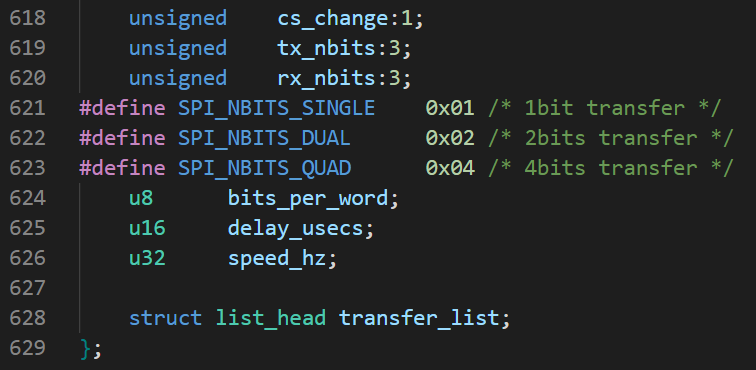 618 unsigned cs_change:1;
619 unsigned tx_nbits:3;
620 unsigned rx_nbits:3;
621 #define SPI_NBITS_SINGLE 0x01 /* 1bit transfer */
622 #define SPI_NBITS_DUAL 0x02 /* 2bits transfer */
623 #define SPI_NBITS_QUAD 0x04 /* 4bits transfer */
624 u8 bits_per_word;
625 u16 delay_usecs;
626 u32 speed_hz;
627
628 struct list_head transfer_list;
629 };